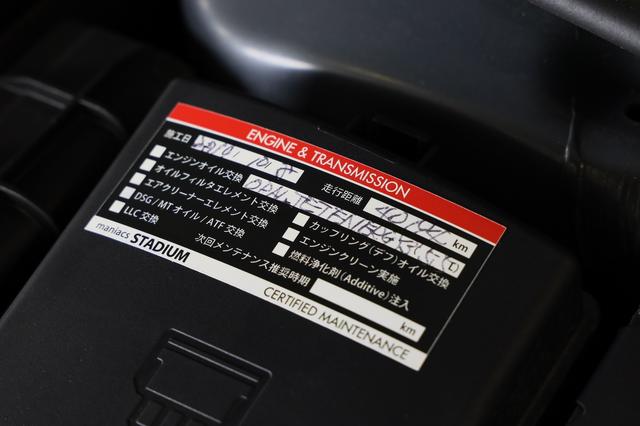 ENGINE & TRANSMISSION
施工日
走行距離 km
エンジンオイル交換
オイルフィルタエレメント交換
エアクリーナーエレメント交換
DSG/MTオイル/ATF交換
LLC交換
カップリング(デフ)オイル交換
エンジンクリーン実施
燃料浄化剤(Additive)注入
次回メンテナンス推奨時期 km
maniacs STADIUM
CERTIFIED MAINTENANCE